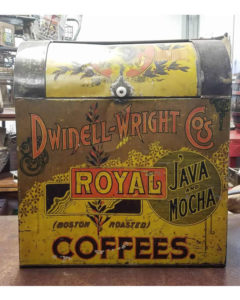 DWINELL-WRIGHT-CO'S
ROYAL
JAVA
AND
MOCHA
(BOSTON ROASTED)
COFFEES.